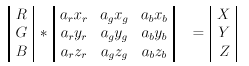 | R | | a_r x_r a_g x_g a_b x_b | | X |
| G | * | a_r y_r a_g y_g a_b y_b | = | Y |
| B | | a_r z_r a_g z_g a_b z_b | | Z |